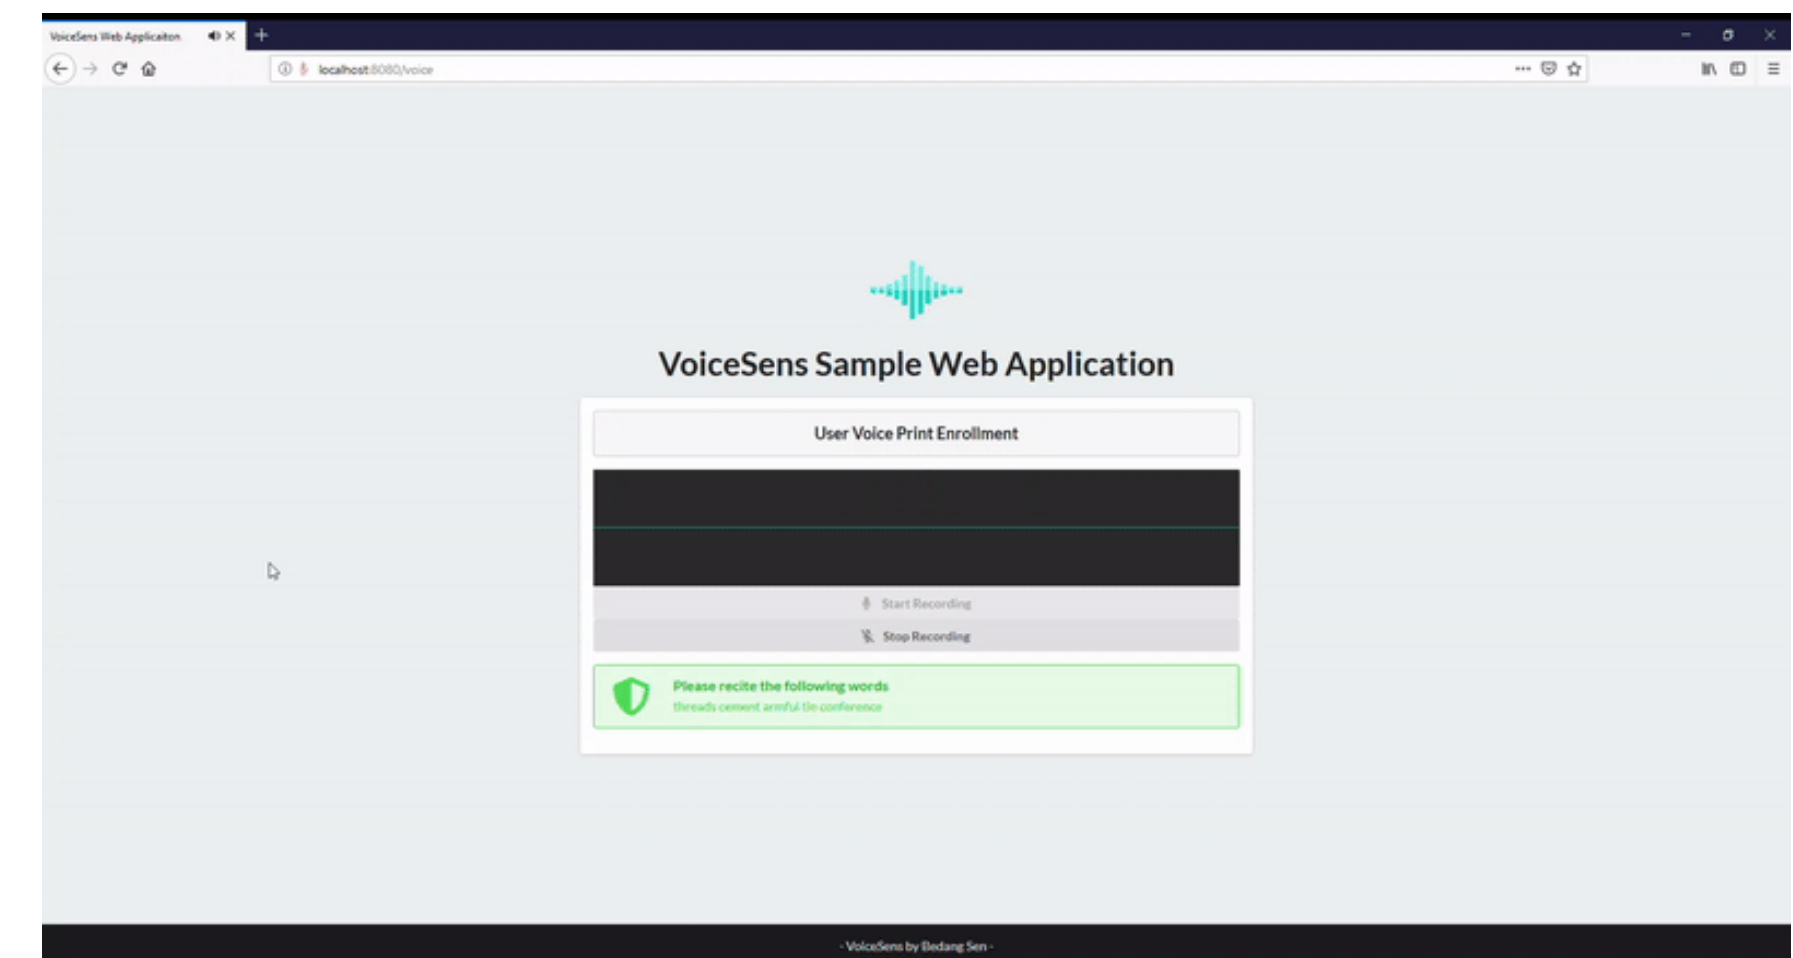 VoiceSens Web Applicaiton
localhost:8080/voice
VoiceSens Sample Web Application
User Voice Print Enrollment
Start Recording
Stop Recording
Please recite the following words
threads cement armful tie conference
- VoiceSens by Bedang Sen -